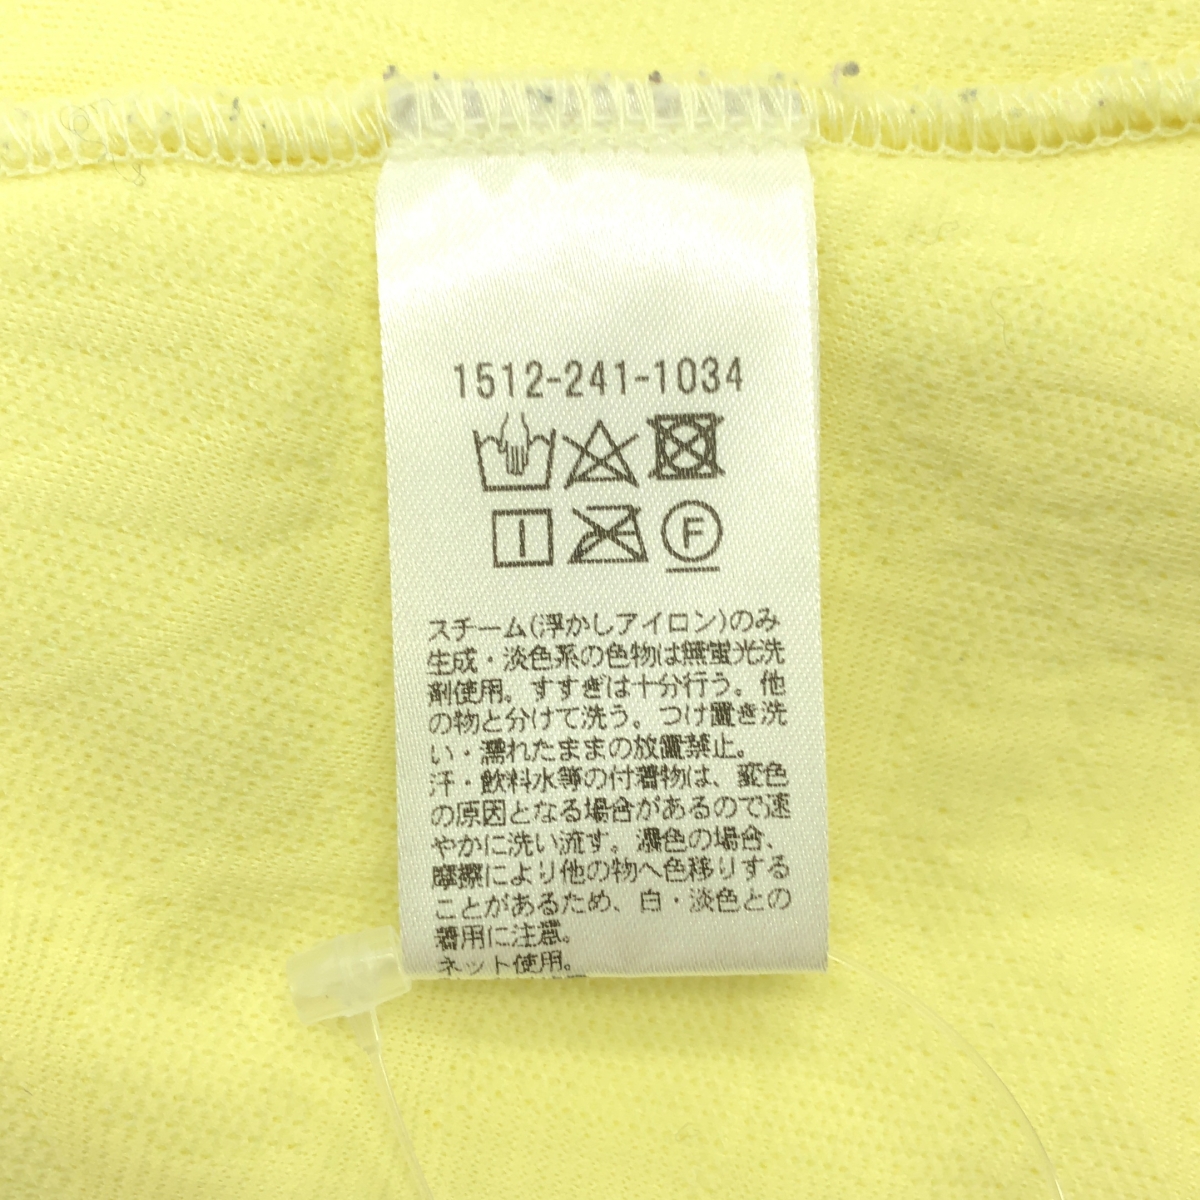 1512-241-1034
F
スチーム(浮かしアイロン)のみ
生成・淡色系の色物は無蛍光洗
剤使用。すすぎは十分行う。他
の物と分けて洗う。つけ置き洗
い・濡れたままの放置禁止。
汗・飲料水等の付着物は、変色
の原因となる場合があるので速
やかに洗い流す。濃色の場合、
摩擦により他の物へ色移りする
ことがあるため、白・淡色との
着用に注意。
ネット使用。